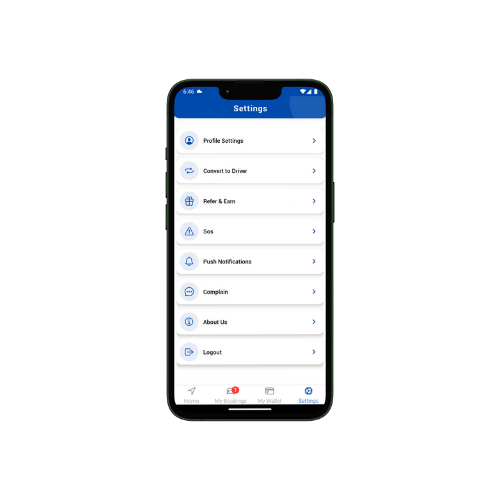 6:46
Settings
Profile Settings
Convert to Driver
Refer & Earn
Sos
Push Notifications
Complain
About Us
Logout
Home
My Bookings
My Wallet
Settings